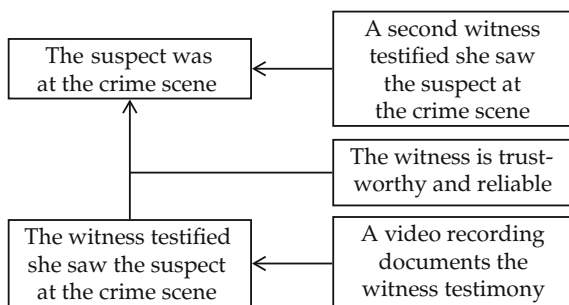 The suspect was
at the crime scene
A second witness
testified she saw
the suspect at
the crime scene
The witness is trust-
worthy and reliable
The witness testified
she saw the suspect
at the crime scene
A video recording
documents the
witness testimony